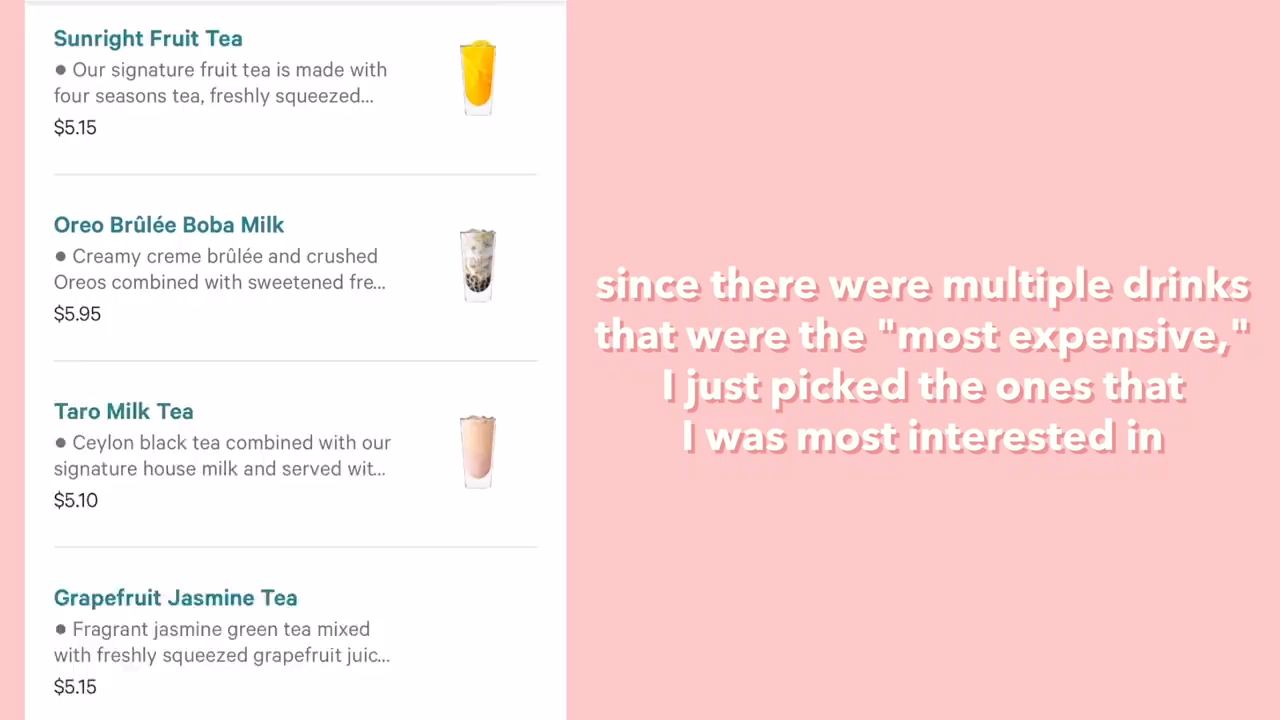 Sunright Fruit Tea
● Our signature fruit tea is made with
four seasons tea, freshly squeezed...
$5.15
Oreo Brûlée Boba Milk
● Creamy creme brûlée and crushed
Oreos combined with sweetened fre...
$5.95
Taro Milk Tea
● Ceylon black tea combined with our
signature house milk and served wit...
$5.10
Grapefruit Jasmine Tea
● Fragrant jasmine green tea mixed
with freshly squeezed grapefruit juic...
$5.15
since there were multiple drinks
that were the "most expensive,"
I just picked the ones that
I was most interested in